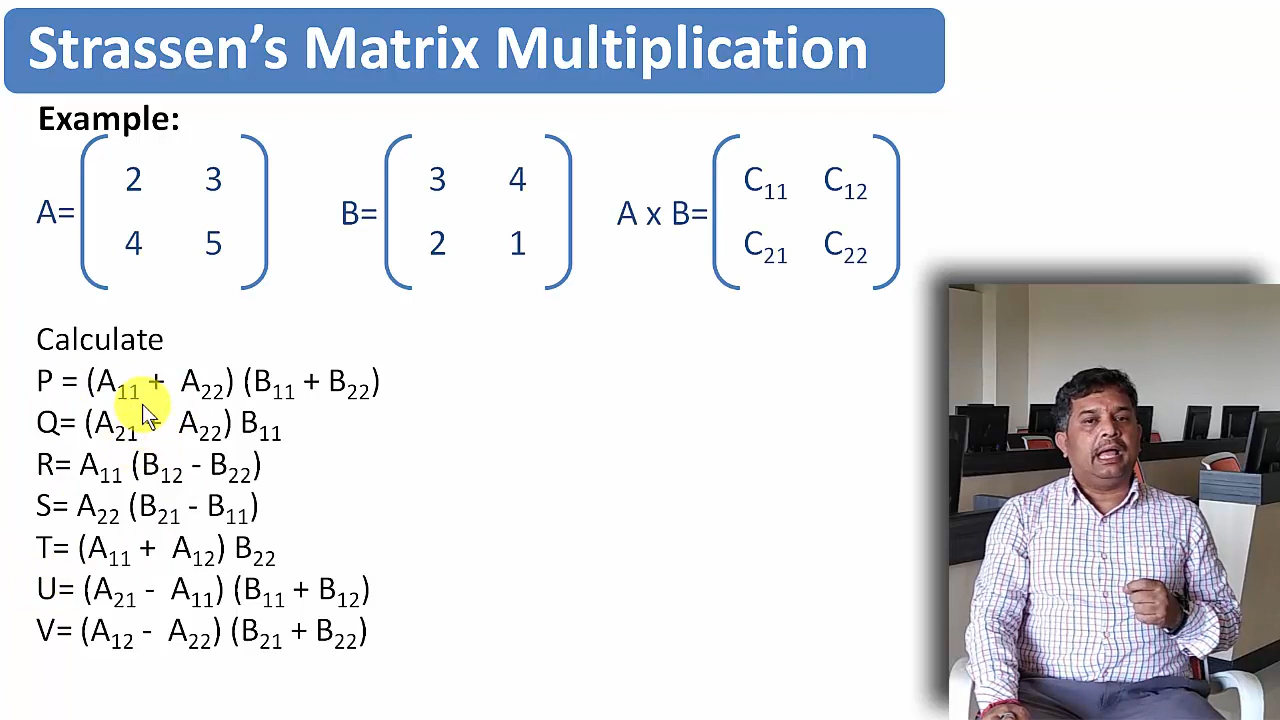 Strassen's Matrix Multiplication
Example:
A= 2 3 4 5
B= 3 4 2 1
A x B= C11 C12 C21 C22
Calculate
P = (A11 + A22) (B11 + B22)
Q= (A21 + A22) B11
R= A11 (B12 - B22)
S= A22 (B21 - B11)
T= (A11 + A12) B22
U= (A21 - A11) (B11 + B12)
V= (A12 - A22) (B21 + B22)